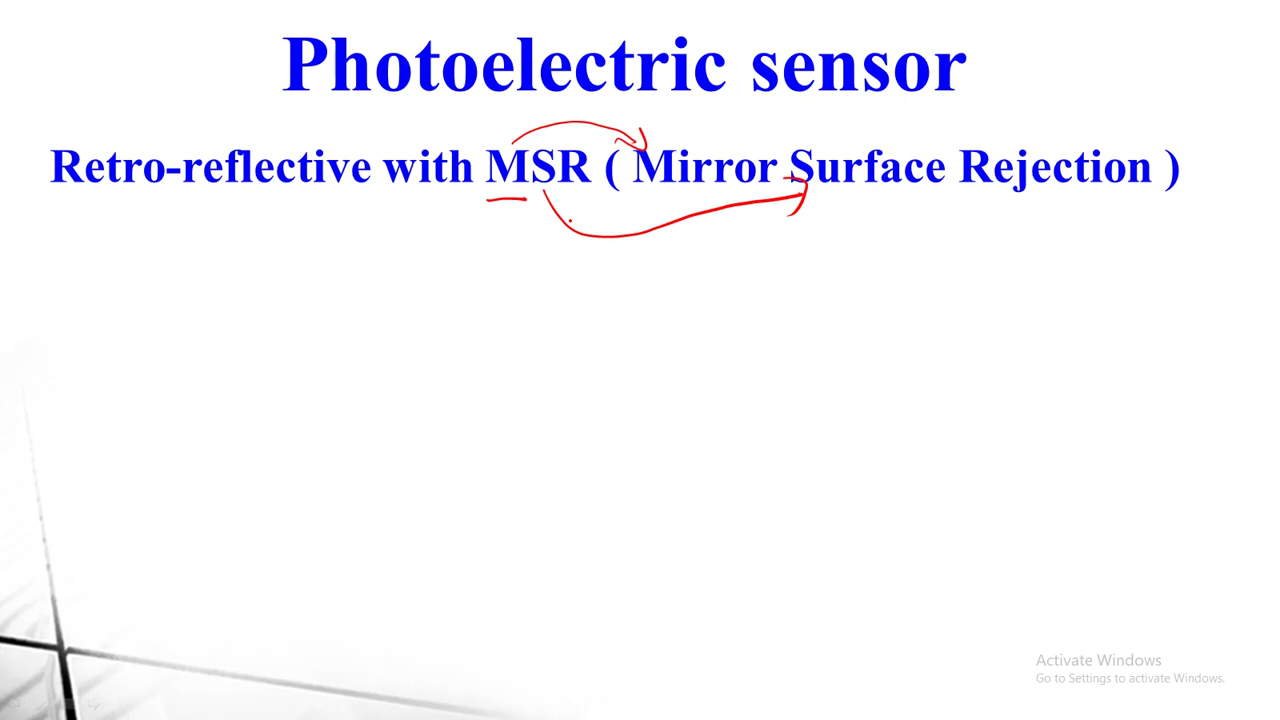 Photoelectric sensor
Retro-reflective with MSR ( Mirror Surface Rejection )
Activate Windows
Go to Settings to activate Windows.